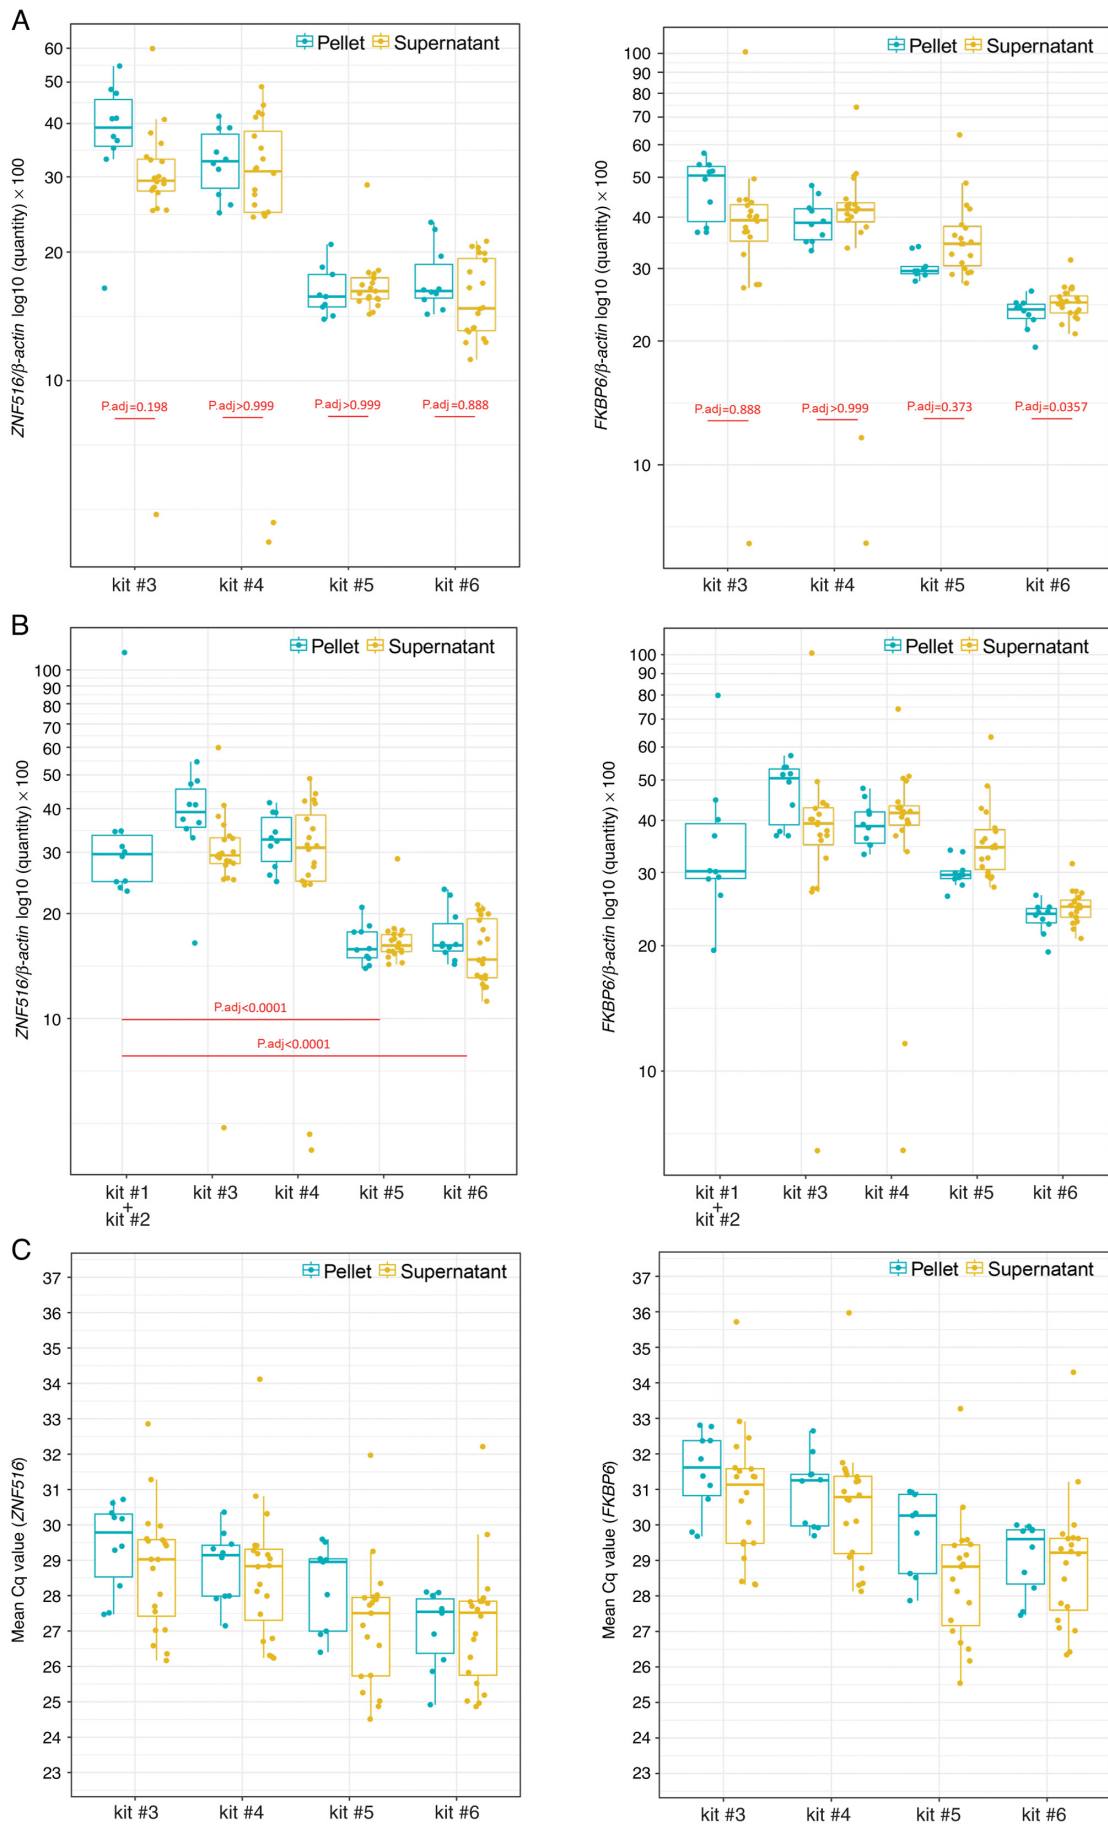 A
Pellet Supernatant
60
50
40
30
20
10
ZNF516/β-actin log10 (quantity) × 100
P.adj=0.198 P.adj>0.999 P.adj>0.999 P.adj=0.888
kit #3 kit #4 kit #5 kit #6
Pellet Supernatant
100
90
80
70
60
50
40
30
20
10
FKBP6/β-actin log10 (quantity) × 100
P.adj=0.888 P.adj>0.999 P.adj=0.373 P.adj=0.0357
kit #3 kit #4 kit #5 kit #6
B
Pellet Supernatant
100
90
80
70
60
50
40
30
20
10
ZNF516/β-actin log10 (quantity) × 100
P.adj<0.0001
P.adj<0.0001
kit #1 kit #3 kit #4 kit #5 kit #6
+
kit #2
Pellet Supernatant
100
90
80
70
60
50
40
30
20
10
FKBP6/β-actin log10 (quantity) × 100
kit #1 kit #3 kit #4 kit #5 kit #6
+
kit #2
C
Pellet Supernatant
37
36
35
34
33
32
31
30
29
28
27
26
25
24
23
Mean Cq value (ZNF516)
kit #3 kit #4 kit #5 kit #6
Pellet Supernatant
37
36
35
34
33
32
31
30
29
28
27
26
25
24
23
Mean Cq value (FKBP6)
kit #3 kit #4 kit #5 kit #6